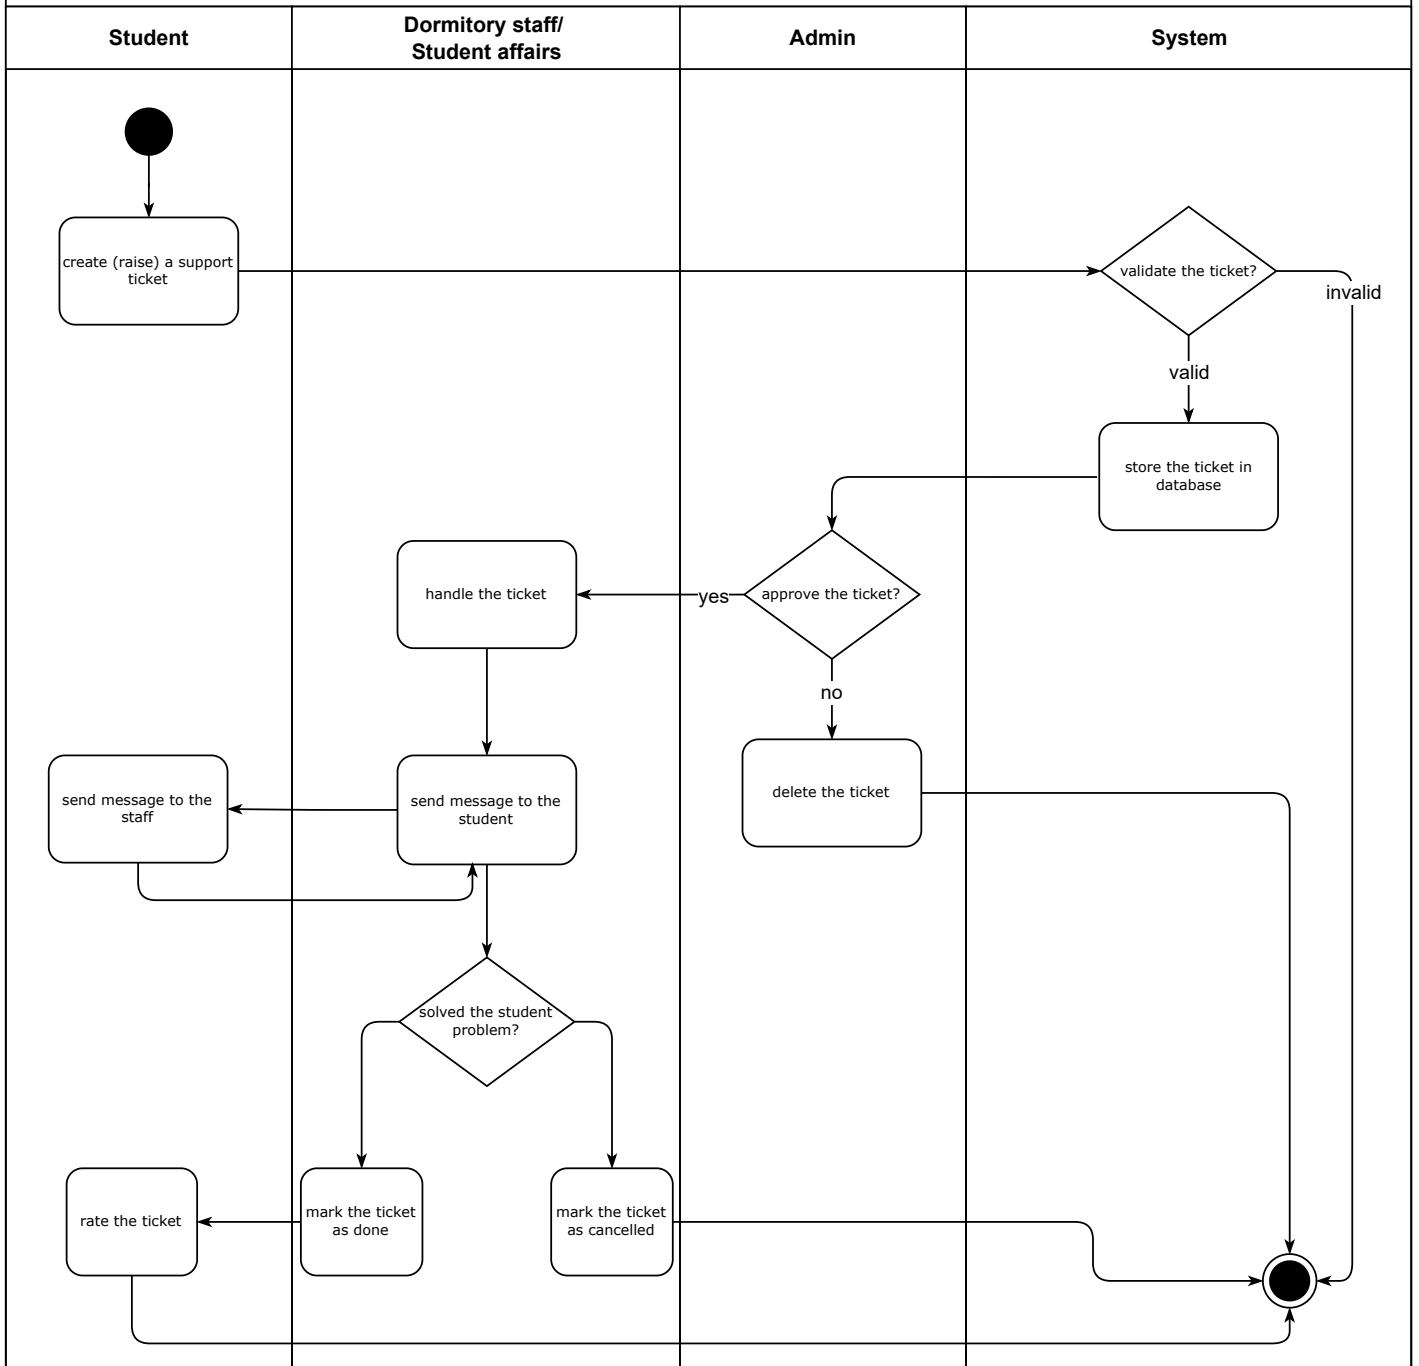 Student
Dormitory staff/
Student affairs
Admin
System
create (raise) a support
ticket
validate the ticket?
invalid
valid
store the ticket in
database
handle the ticket
yes
approve the ticket?
no
send message to the
staff
send message to the
student
delete the ticket
solved the student
problem?
rate the ticket
mark the ticket
as done
mark the ticket
as cancelled